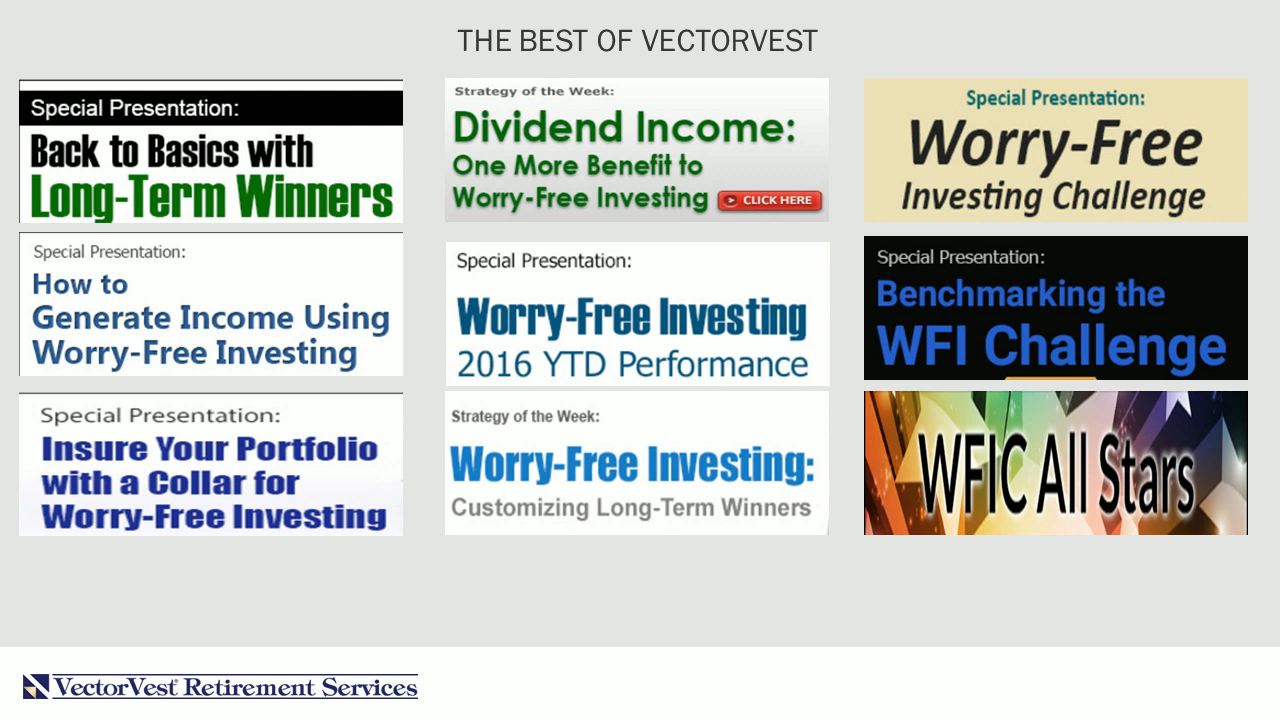 THE BEST OF VECTORVEST
Special Presentation:
Back to Basics with
Long-Term Winners
Strategy of the Week:
Dividend Income:
One More Benefit to
Worry-Free Investing
CLICK HERE
Special Presentation:
Worry-Free
Investing Challenge
Special Presentation:
How to
Generate Income Using
Worry-Free Investing
Special Presentation:
Worry-Free Investing
2016 YTD Performance
Special Presentation:
Benchmarking the
WFI Challenge
Special Presentation:
Insure Your Portfolio
with a Collar for
Worry-Free Investing
Strategy of the Week:
Worry-Free Investing:
Customizing Long-Term Winners
WFIC All Stars
VectorVest® Retirement Services